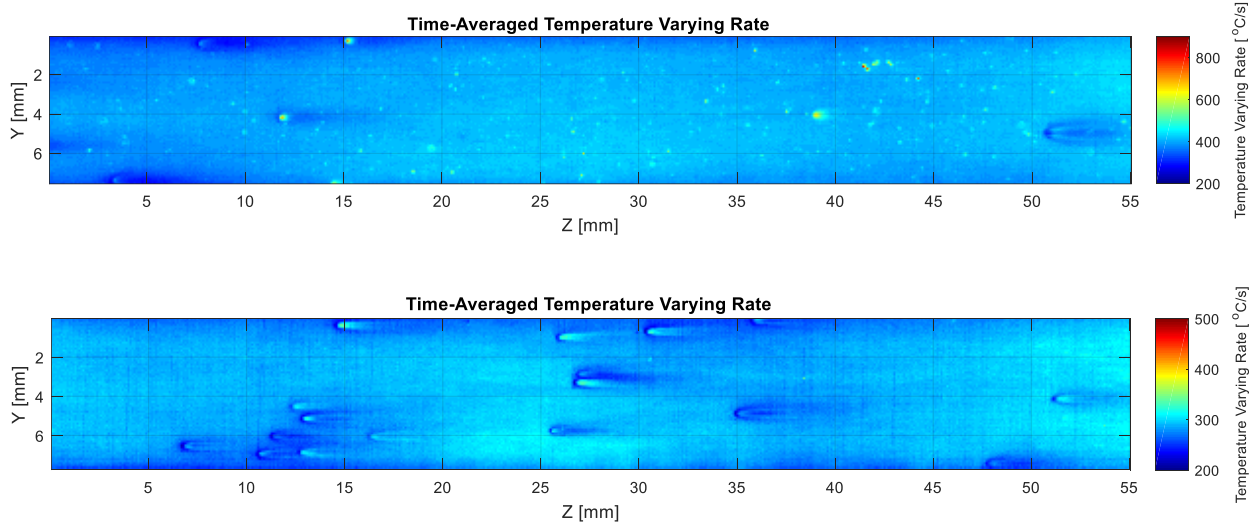 Time-Averaged Temperature Varying Rate
2
4
6
Y [mm]
5 10 15 20 25 30 35 40 45 50 55
Z [mm]
800
600
400
200
Temperature Varying Rate [ °C/s]
Time-Averaged Temperature Varying Rate
2
4
6
Y [mm]
5 10 15 20 25 30 35 40 45 50 55
Z [mm]
500
400
300
200
Temperature Varying Rate [ °C/s]